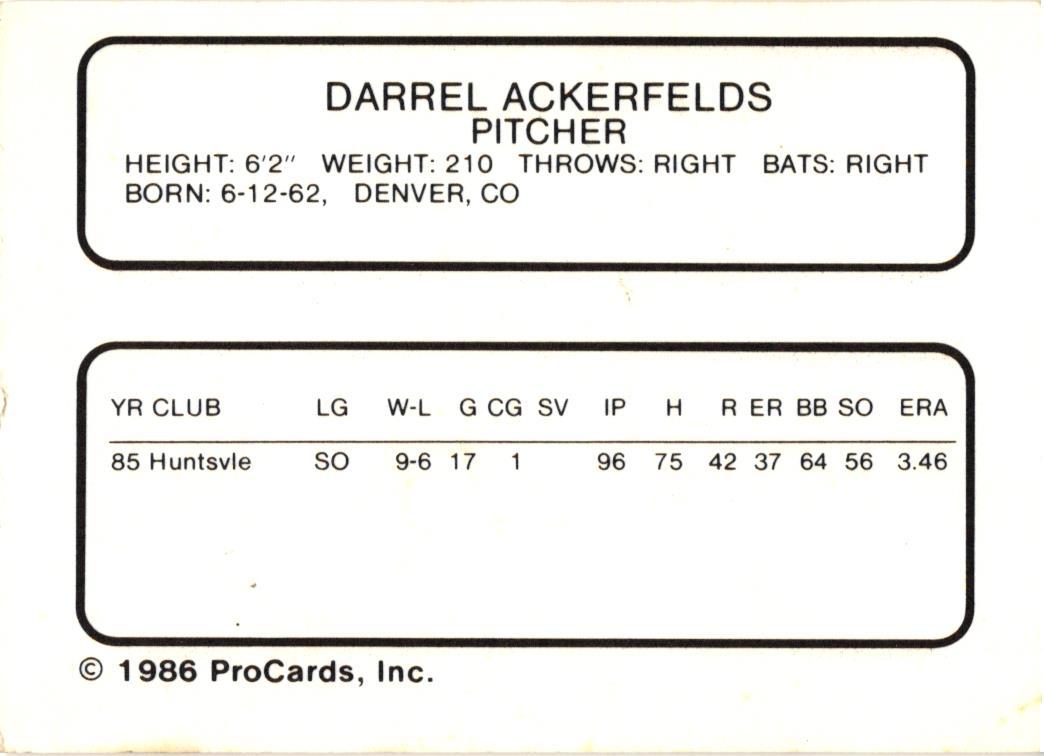 DARREL ACKERFELDS
PITCHER
HEIGHT: 6'2" WEIGHT: 210 THROWS: RIGHT BATS: RIGHT
BORN: 6-12-62, DENVER, CO
YR CLUB LG W-L G CG SV IP H R ER BB SO ERA
85 Huntsvle SO 9-6 17 1 96 75 42 37 64 56 3.46
© 1986 ProCards, Inc.